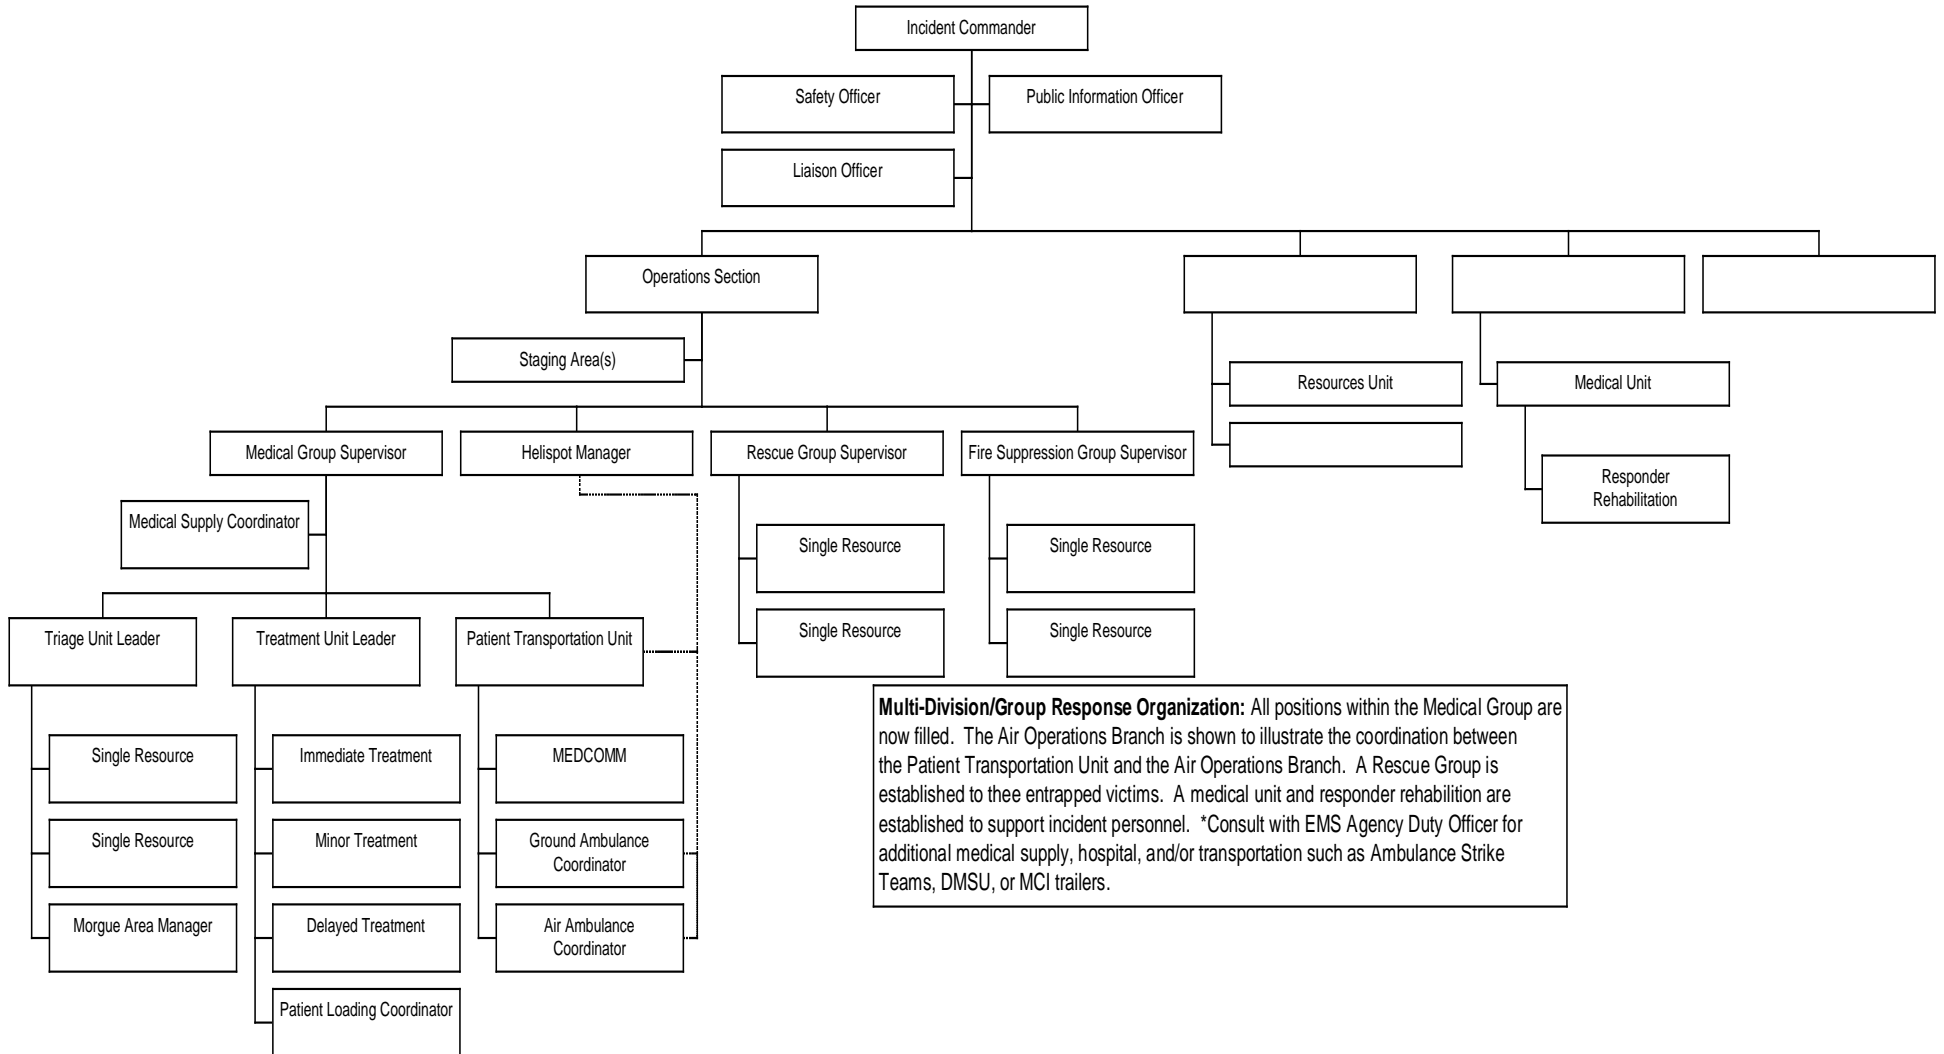 Incident Commander
Safety Officer
Public Information Officer
Liaison Officer
Operations Section
Staging Area(s)
Resources Unit
Medical Unit
Medical Group Supervisor
Helispot Manager
Rescue Group Supervisor
Fire Suppression Group Supervisor
Responder
Rehabilitation
Medical Supply Coordinator
Single Resource
Single Resource
Single Resource
Single Resource
Triage Unit Leader
Treatment Unit Leader
Patient Transportation Unit
Single Resource
Immediate Treatment
MEDCOMM
Single Resource
Minor Treatment
Ground Ambulance
Coordinator
Morgue Area Manager
Delayed Treatment
Air Ambulance
Coordinator
Patient Loading Coordinator
Multi-Division/Group Response Organization: All positions within the Medical Group are
now filled. The Air Operations Branch is shown to illustrate the coordination between
the Patient Transportation Unit and the Air Operations Branch. A Rescue Group is
established to thee entrapped victims. A medical unit and responder rehabilition are
established to support incident personnel. *Consult with EMS Agency Duty Officer for
additional medical supply, hospital, and/or transportation such as Ambulance Strike
Teams, DMSU, or MCI trailers.